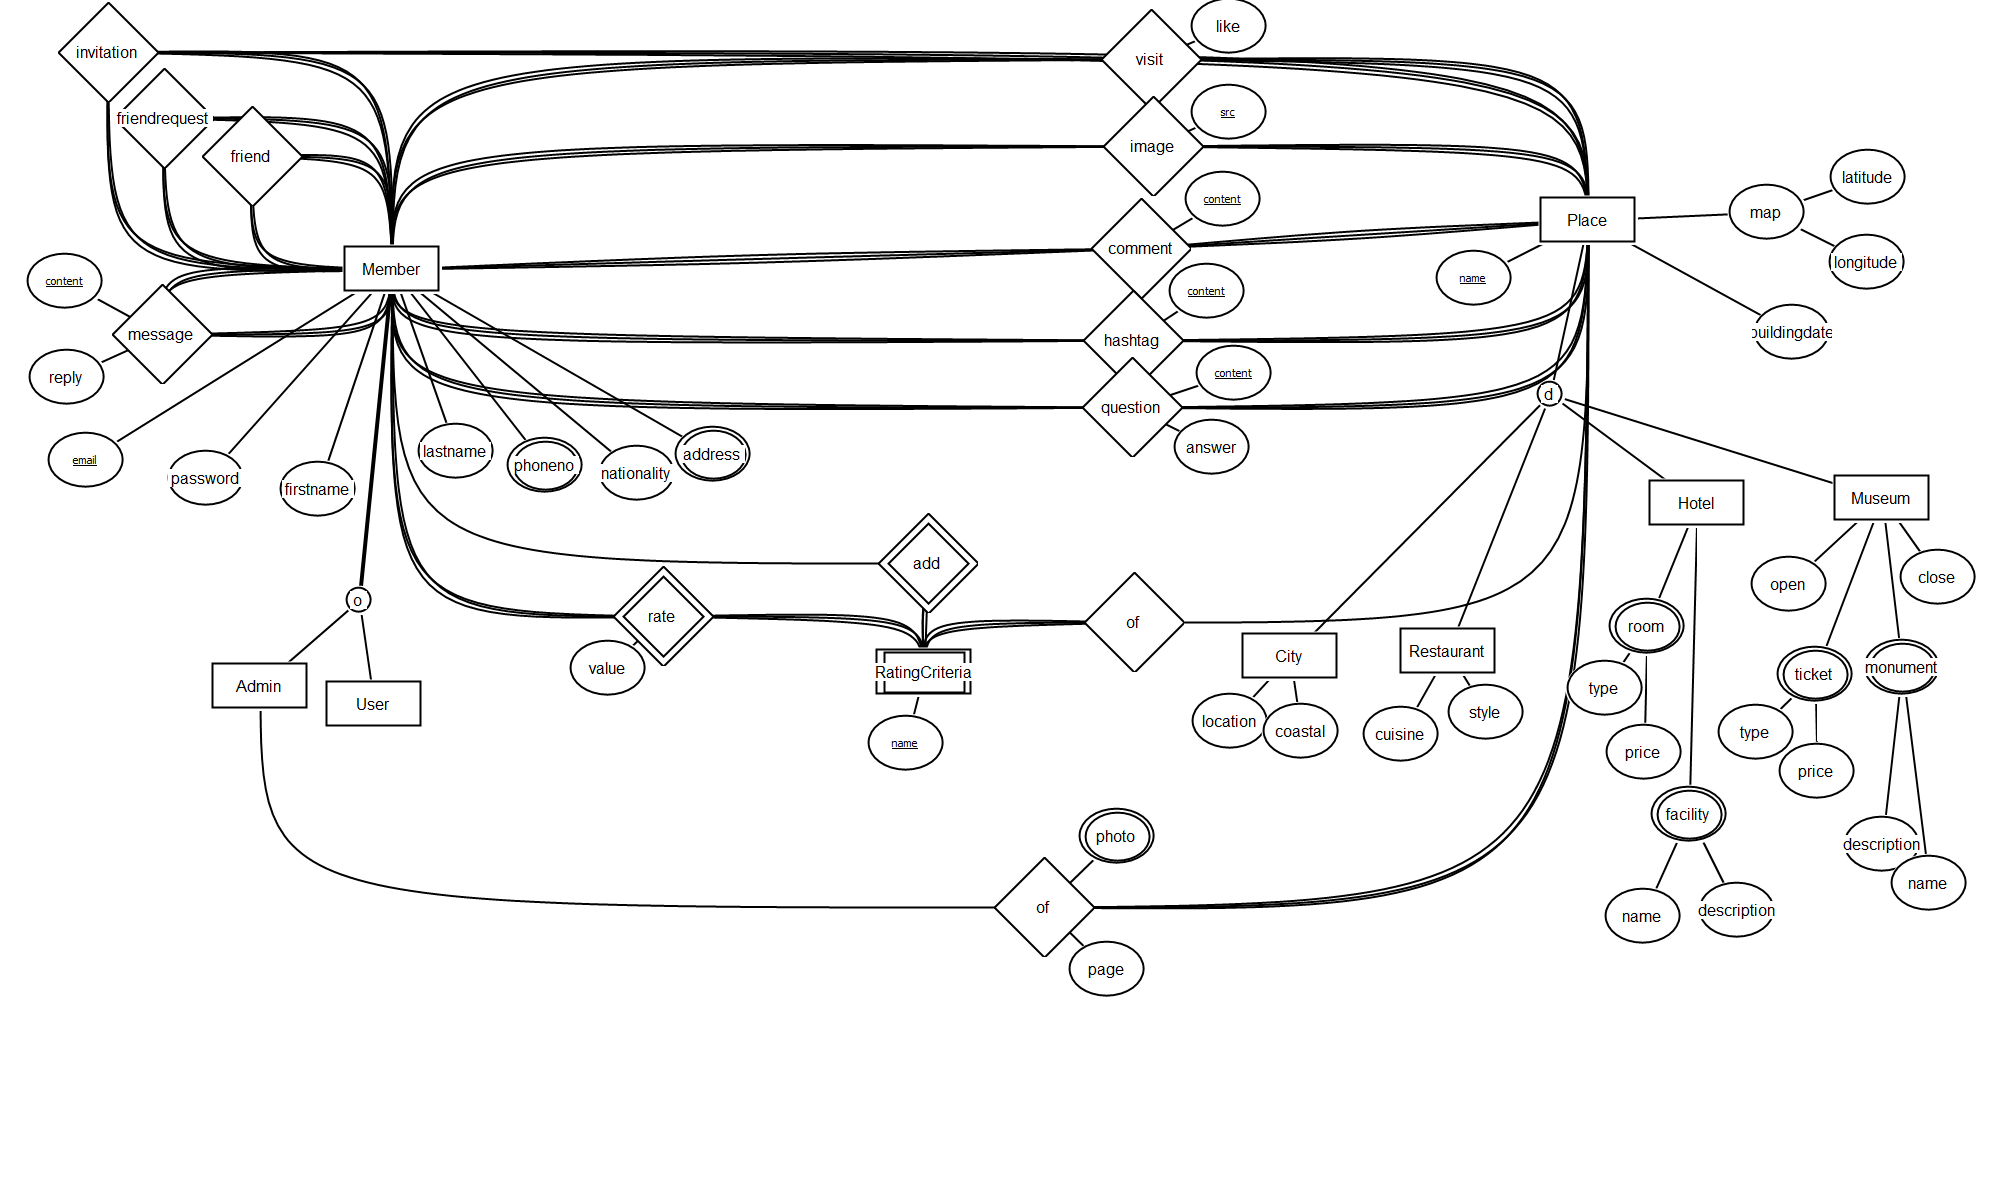 like
invitation
visit
src
friendrequest
image
friend
content
latitude
map
Place
comment
longitude
Member
name
content
content
buildingdate
message
hashtag
content
reply
question
answer
d
lastname
address
email
phoneno
nationality
password
firstname
Museum
Hotel
add
open
close
o
rate
of
room
value
City
Restaurant
RatingCriteria
monument
ticket
Admin
type
User
location
style
coastal
cuisine
type
name
price
price
facility
photo
description
name
of
description
name
page